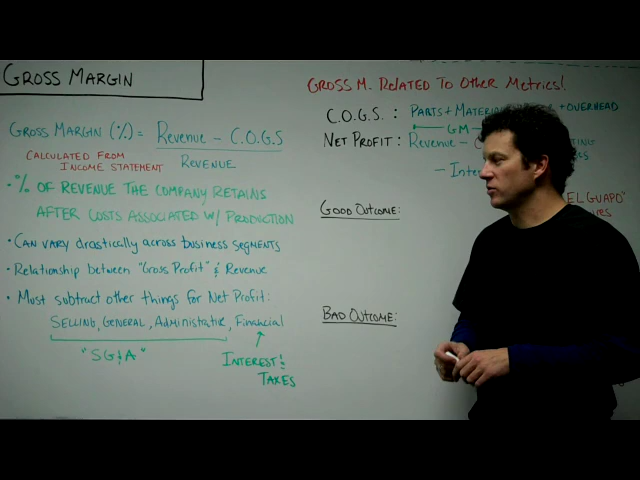 GROSS MARGIN
GROSS MARGIN (%) = Revenue - C.O.G.S
REVENUE
CALCULATED FROM
INCOME STATEMENT
• % OF REVENUE THE COMPANY RETAINS
AFTER COSTS ASSOCIATED W/ PRODUCTION
• CAN VARY drastically across business SEGMENTS
• Relationship between "Gross Profit" & Revenue
• Most subtract other things for Net Profit:
SELLING, GENERAL, Administrative, Financial
"SG&A"
INTEREST &
TAXES
GROSS M. RELATED TO OTHER METRICS!
C.O.G.S. : PARTS + MATERIALS + OVERHEAD
GM
NET PROFIT: Revenue -
- Inte
"EL GUAPO"
GOOD OUTCOME:
BAD OUTCOME: